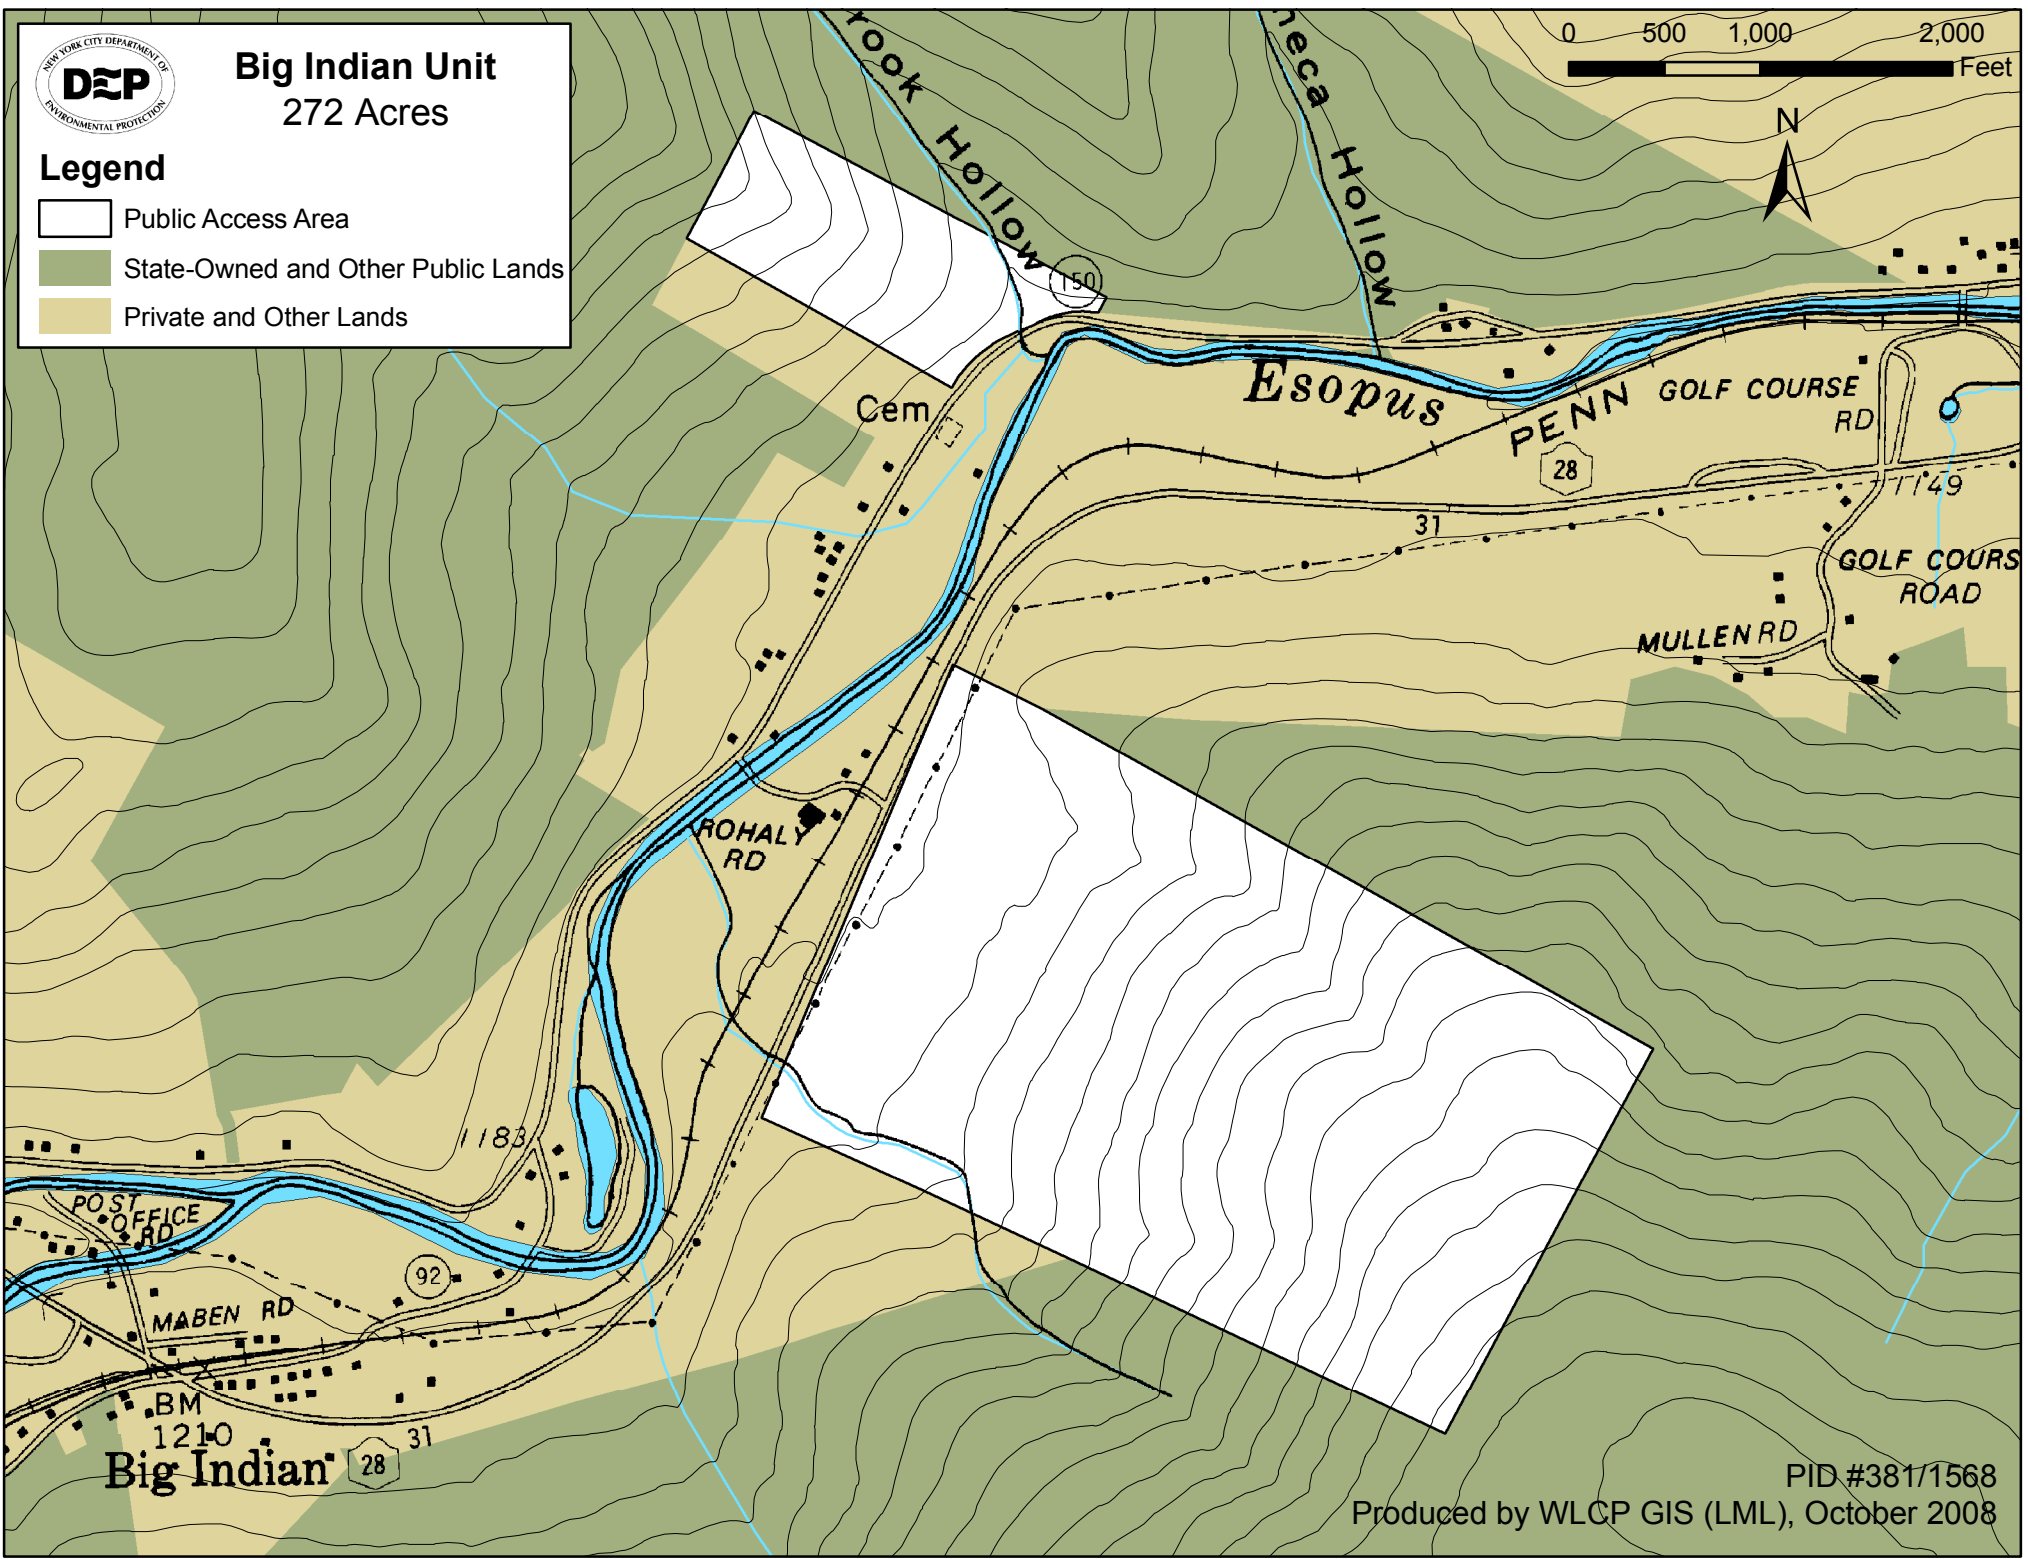 NEW YORK CITY DEPARTMENT OF
DEP
ENVIRONMENTAL PROTECTION
Big Indian Unit
272 Acres
Legend
Public Access Area
State-Owned and Other Public Lands
Private and Other Lands
0 500 1,000 2,000
Feet
N
rook Hollow
neca Hollow
150
Cem
Esopus
PENN
GOLF COURSE
RD
28
1149
31
GOLF COURS
ROAD
MULLEN RD
ROHALY
RD
1183
POST
OFFICE
RD
92
MABEN RD
BM
1210
31
Big Indian
28
PID #381/1568
Produced by WLCP GIS (LML), October 2008